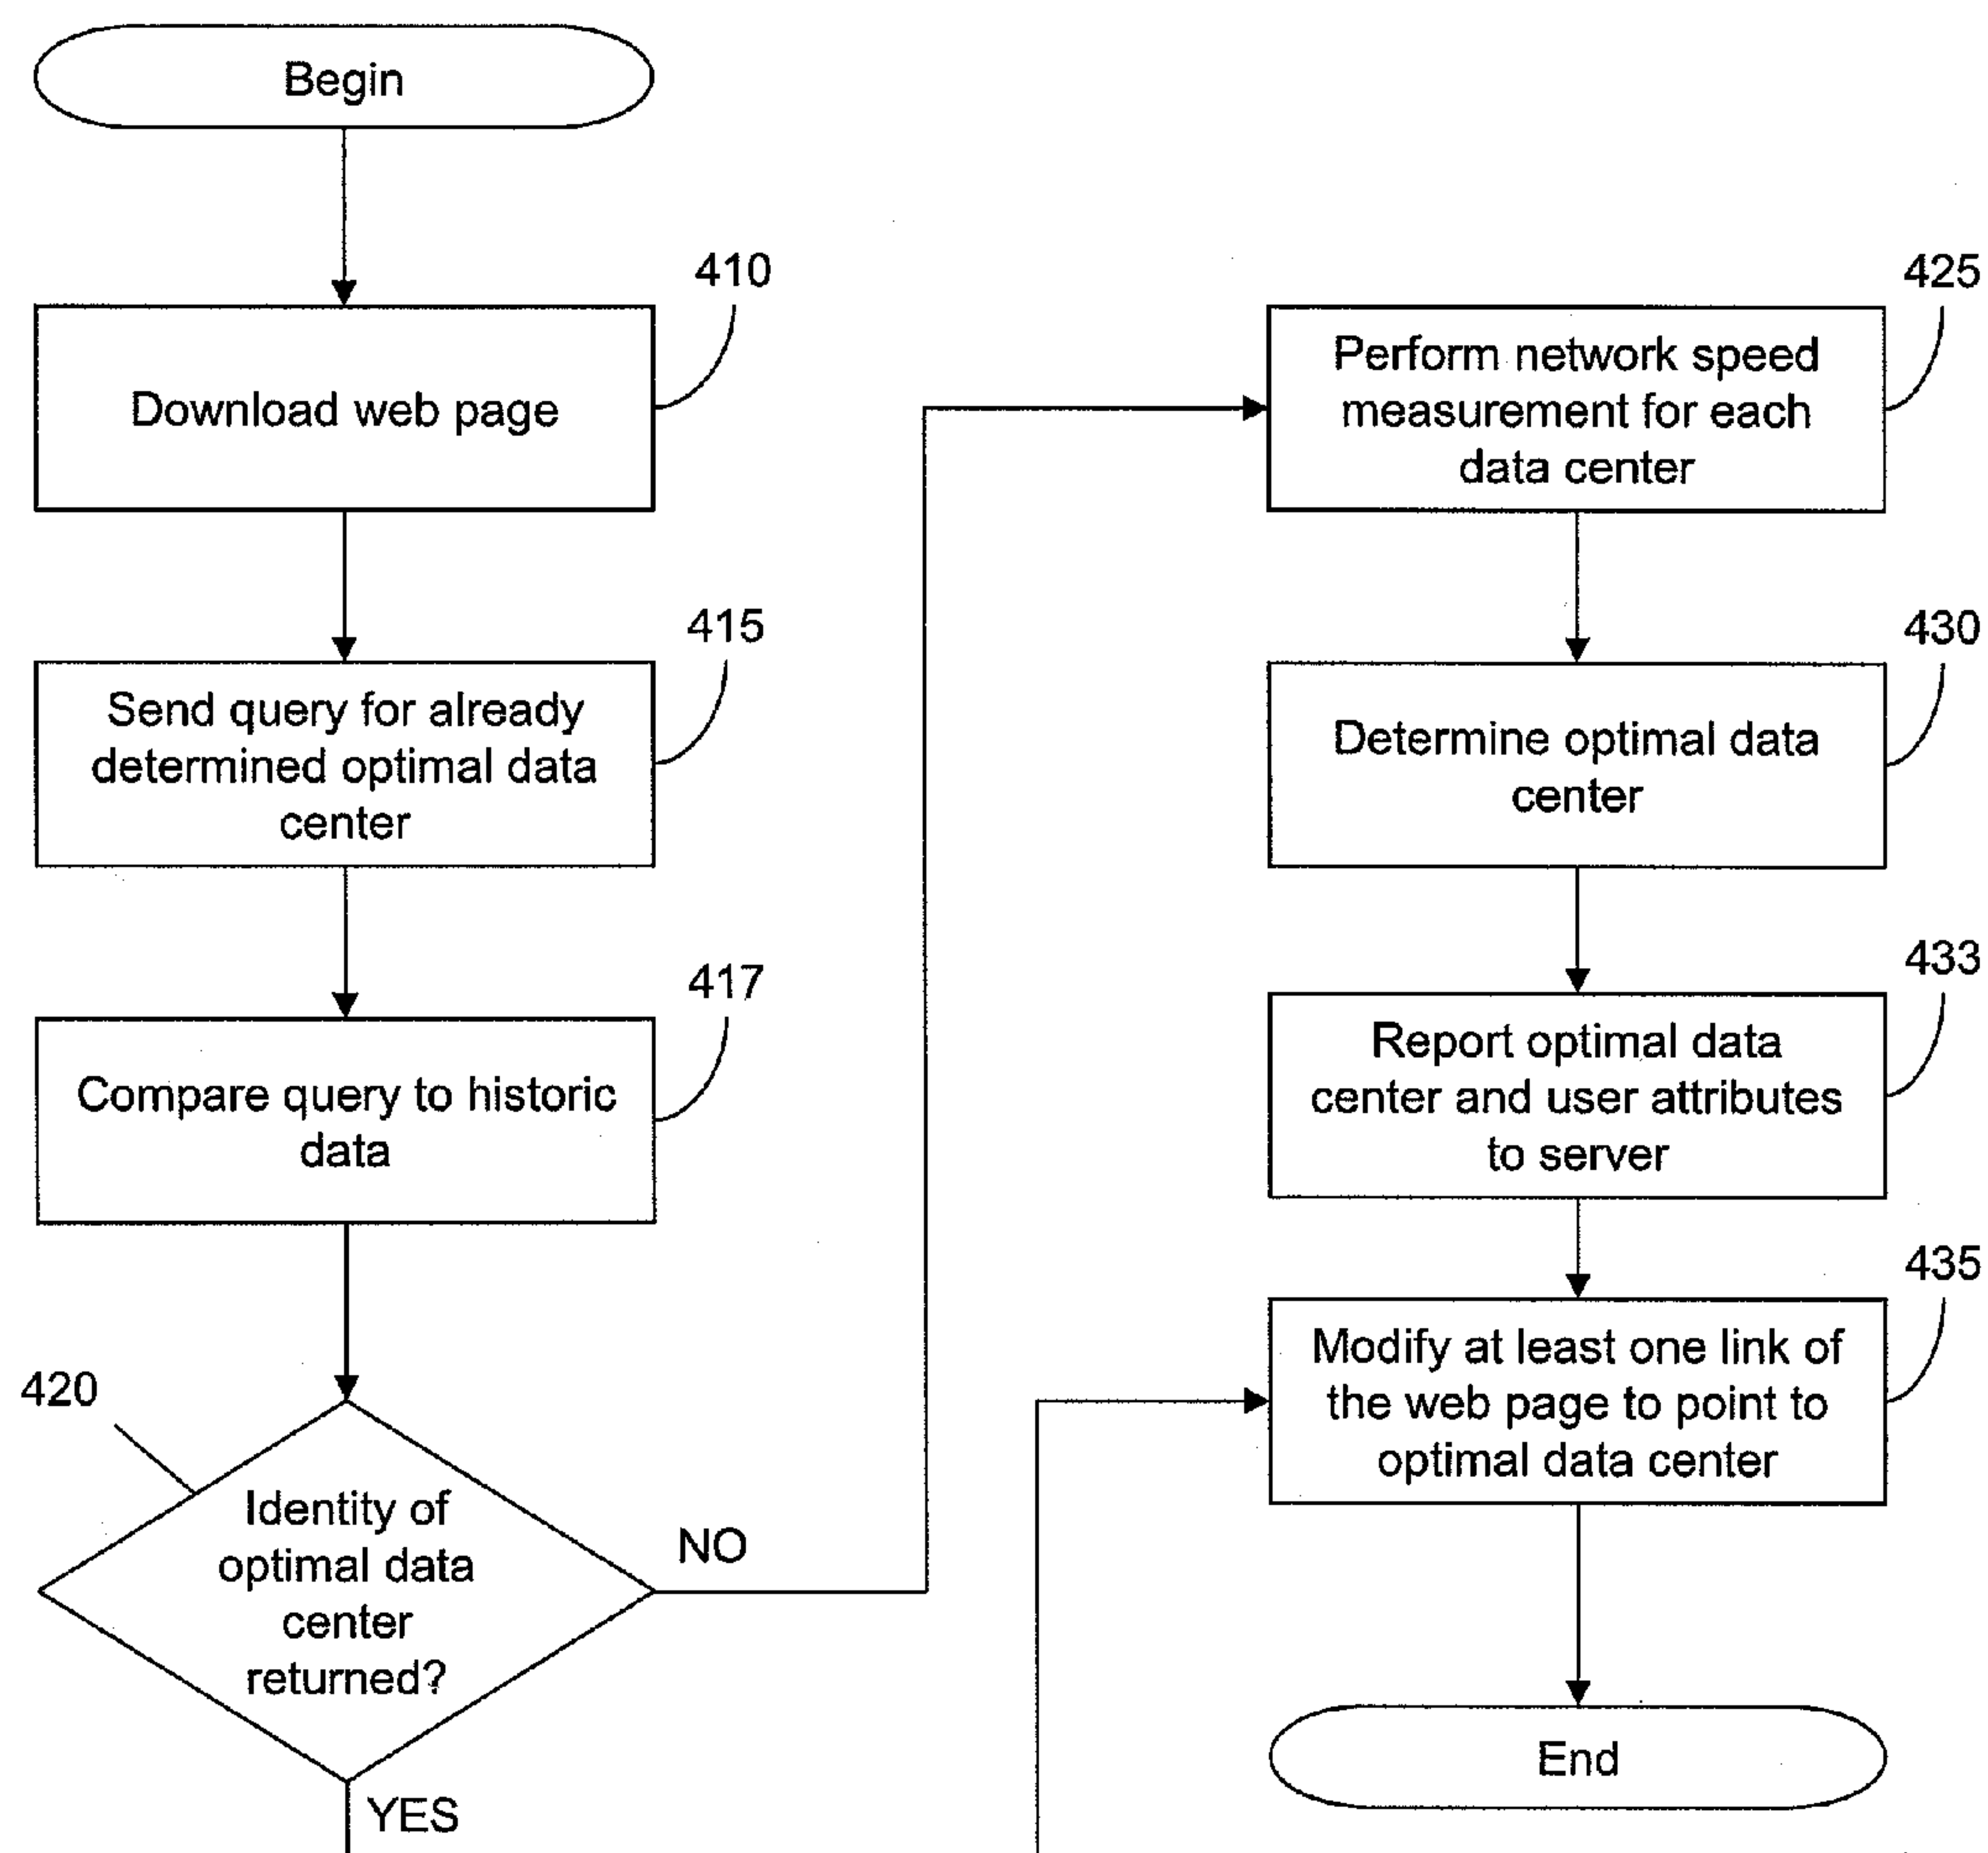 Begin
410
Download web page
415
Send query for already
determined optimal data
center
417
Compare query to historic
data
420
Identity of
optimal data
center
returned?
NO
YES
425
Perform network speed
measurement for each
data center
430
Determine optimal data
center
433
Report optimal data
center and user attributes
to server
435
Modify at least one link of
the web page to point to
optimal data center
End